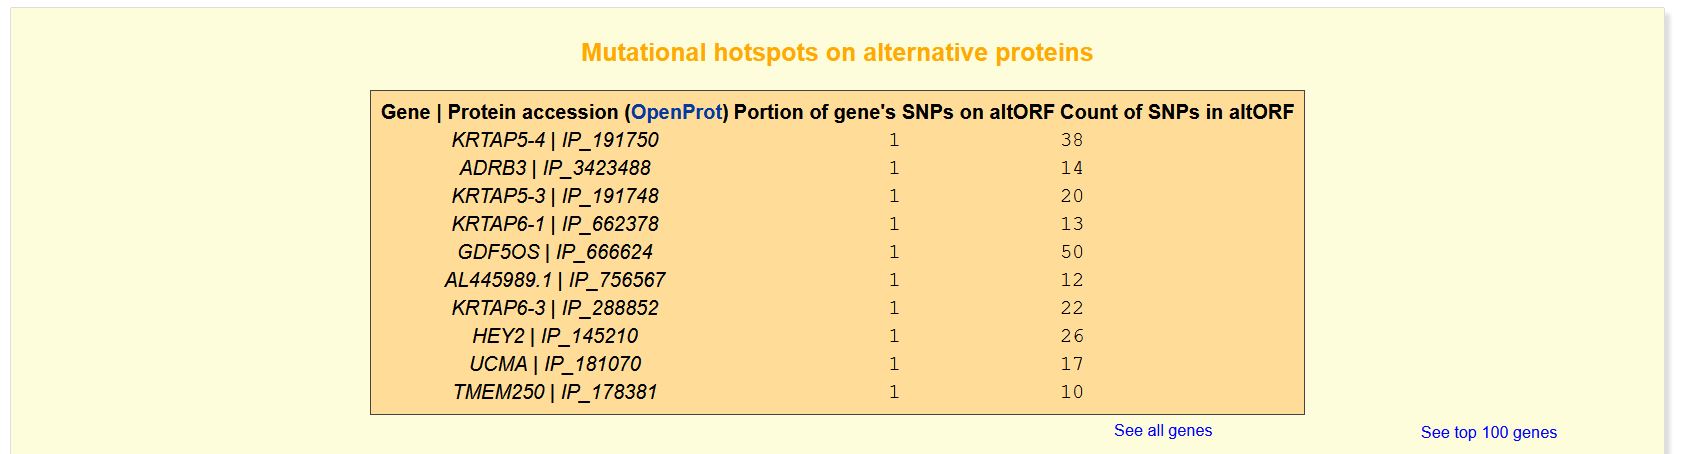 Mutational hotspots on alternative proteins
Gene | Protein accession (OpenProt) Portion of gene's SNPs on altORF Count of SNPs in altORF
KRTAP5-4 | IP_191750 1 38
ADRB3 | IP_3423488 1 14
KRTAP5-3 | IP_191748 1 20
KRTAP6-1 | IP_662378 1 13
GDF5OS | IP_666624 1 50
AL445989.1 | IP_756567 1 12
KRTAP6-3 | IP_288852 1 22
HEY2 | IP_145210 1 26
UCMA | IP_181070 1 17
TMEM250 | IP_178381 1 10
See all genes See top 100 genes